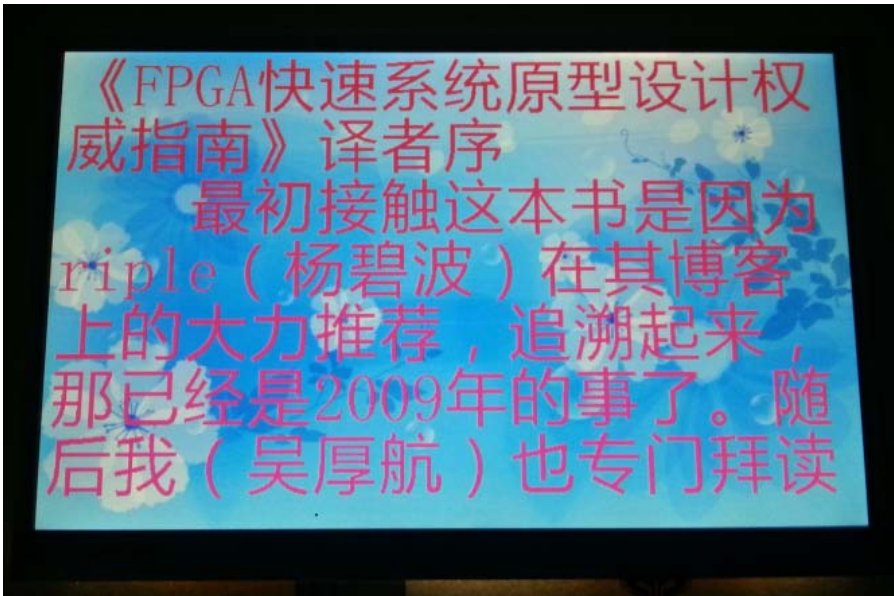 《FPGA快速系统原型设计权
威指南》译者序
最初接触这本书是因为
riple(杨碧波)在其博客
上的大力推荐,追溯起来,
那已经是2009年的事了。随
后我(吴厚航)也专门拜读